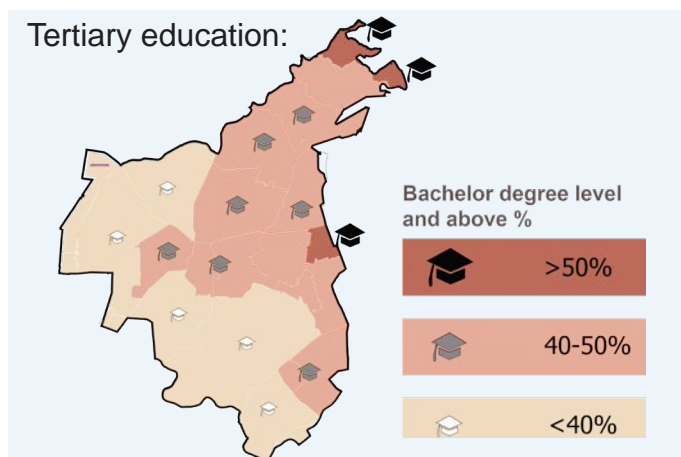 Tertiary education:
Bachelor degree level
and above %
>50%
40-50%
<40%